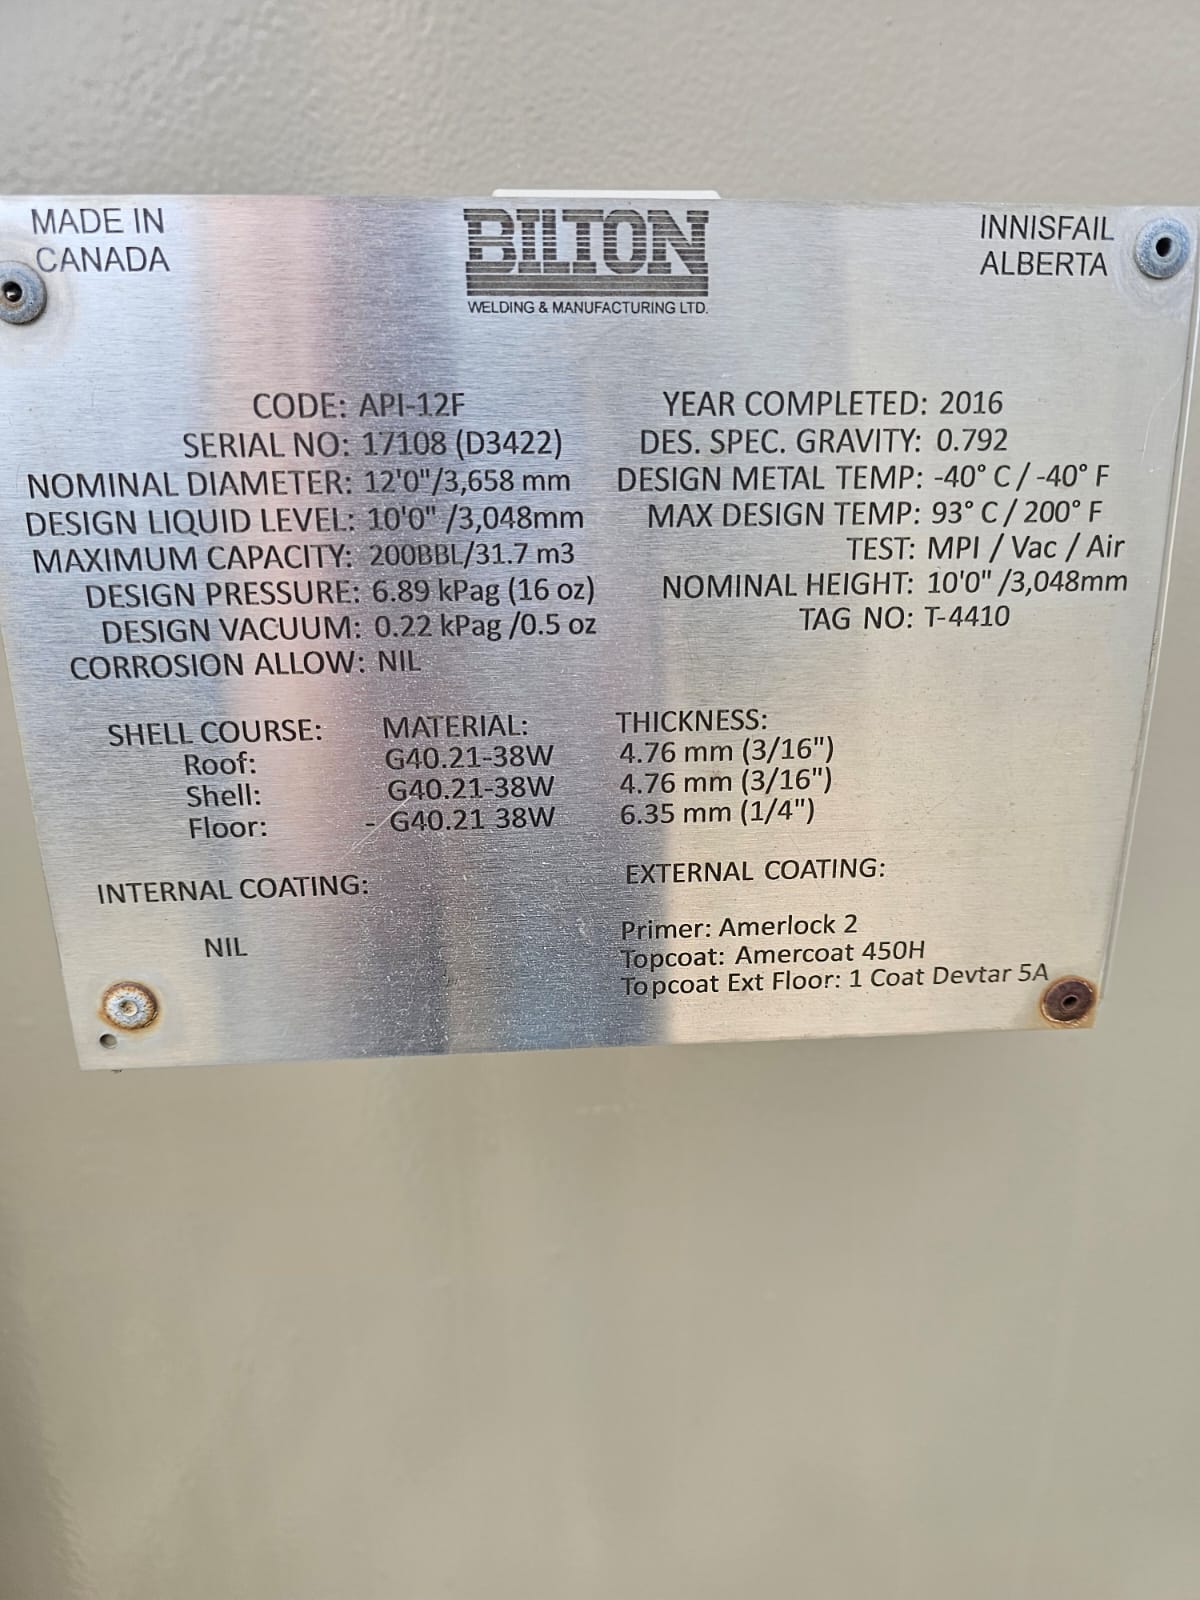 MADE IN
CANADA
BILTON
WELDING & MANUFACTURING LTD.
INNISFAIL
ALBERTA
CODE: API-12F
SERIAL NO: 17108 (D3422)
NOMINAL DIAMETER: 12'0"/3,658 mm
DESIGN LIQUID LEVEL: 10'0" /3,048mm
MAXIMUM CAPACITY: 200BBL/31.7 m3
DESIGN PRESSURE: 6.89 kPag (16 oz)
DESIGN VACUUM: 0.22 kPag /0.5 oz
CORROSION ALLOW: NIL
YEAR COMPLETED: 2016
DES. SPEC. GRAVITY: 0.792
DESIGN METAL TEMP: -40° C / -40° F
MAX DESIGN TEMP: 93° C / 200° F
TEST: MPI / Vac / Air
NOMINAL HEIGHT: 10'0" /3,048mm
TAG NO: T-4410
SHELL COURSE: MATERIAL: THICKNESS:
Roof: G40.21-38W 4.76 mm (3/16")
Shell: G40.21-38W 4.76 mm (3/16")
Floor: - G40.21 38W 6.35 mm (1/4")
INTERNAL COATING:
NIL
EXTERNAL COATING:
Primer: Amerlock 2
Topcoat: Amercoat 450H
Topcoat Ext Floor: 1 Coat Devtar 5A